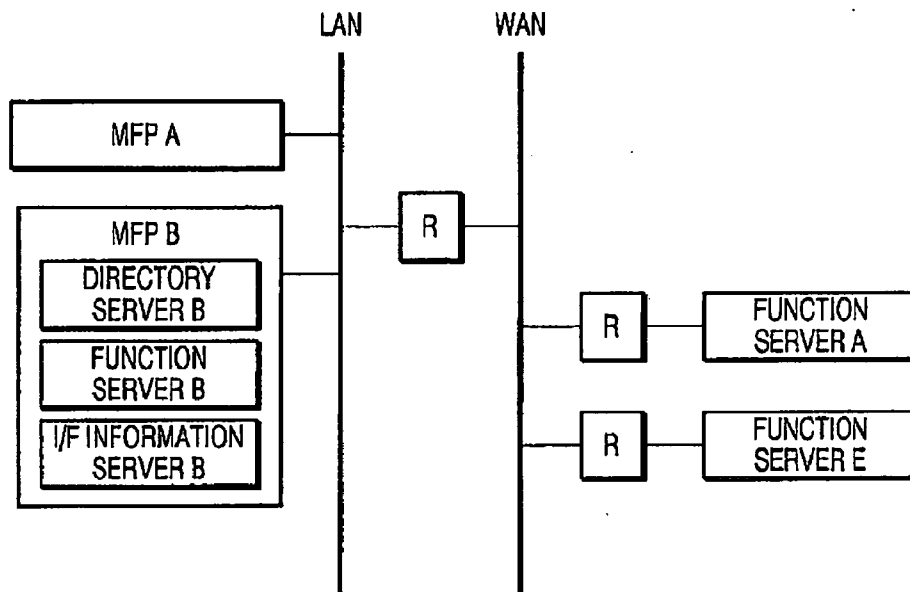 LAN
WAN
MFP A
MFP B
DIRECTORY
SERVER B
FUNCTION
SERVER B
I/F INFORMATION
SERVER B
R
R
FUNCTION
SERVER A
R
FUNCTION
SERVER E